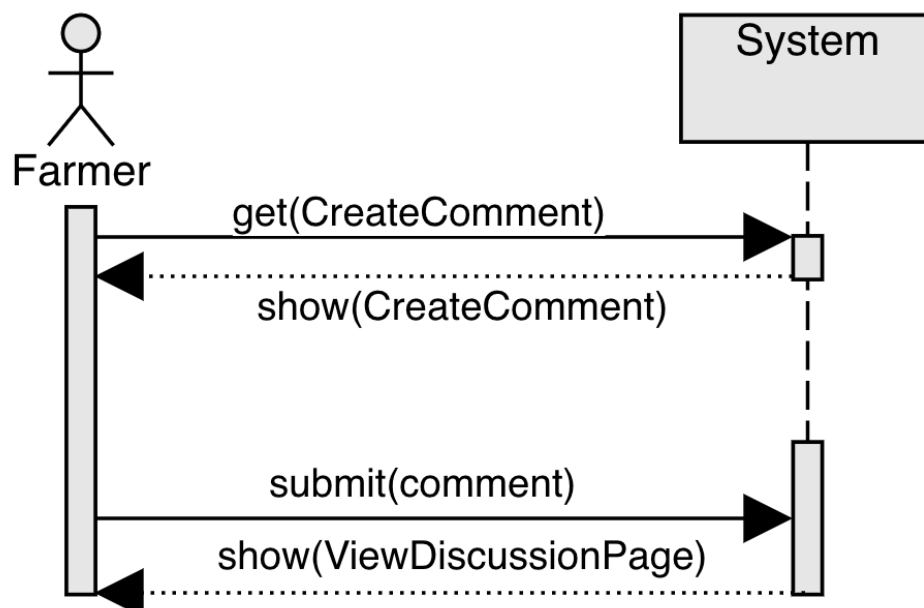 System
Farmer
get(CreateComment)
show(CreateComment)
submit(comment)
show(ViewDiscussionPage)